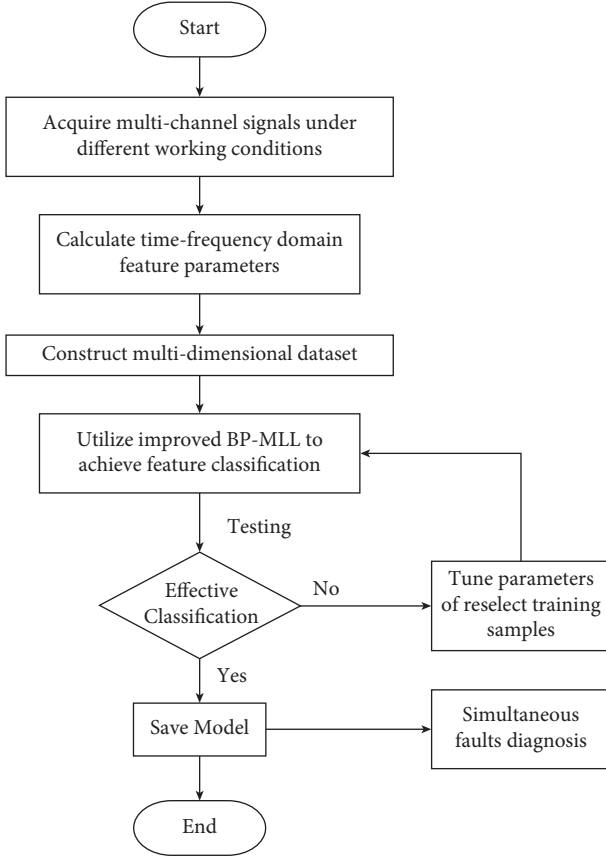 Start
Acquire multi-channel signals under
different working conditions
Calculate time-frequency domain
feature parameters
Construct multi-dimensional dataset
Utilize improved BP-MLL to
achieve feature classification
Testing
Effective
Classification
No
Tune parameters
of reselect training
samples
Yes
Save Model
Simultaneous
faults diagnosis
End